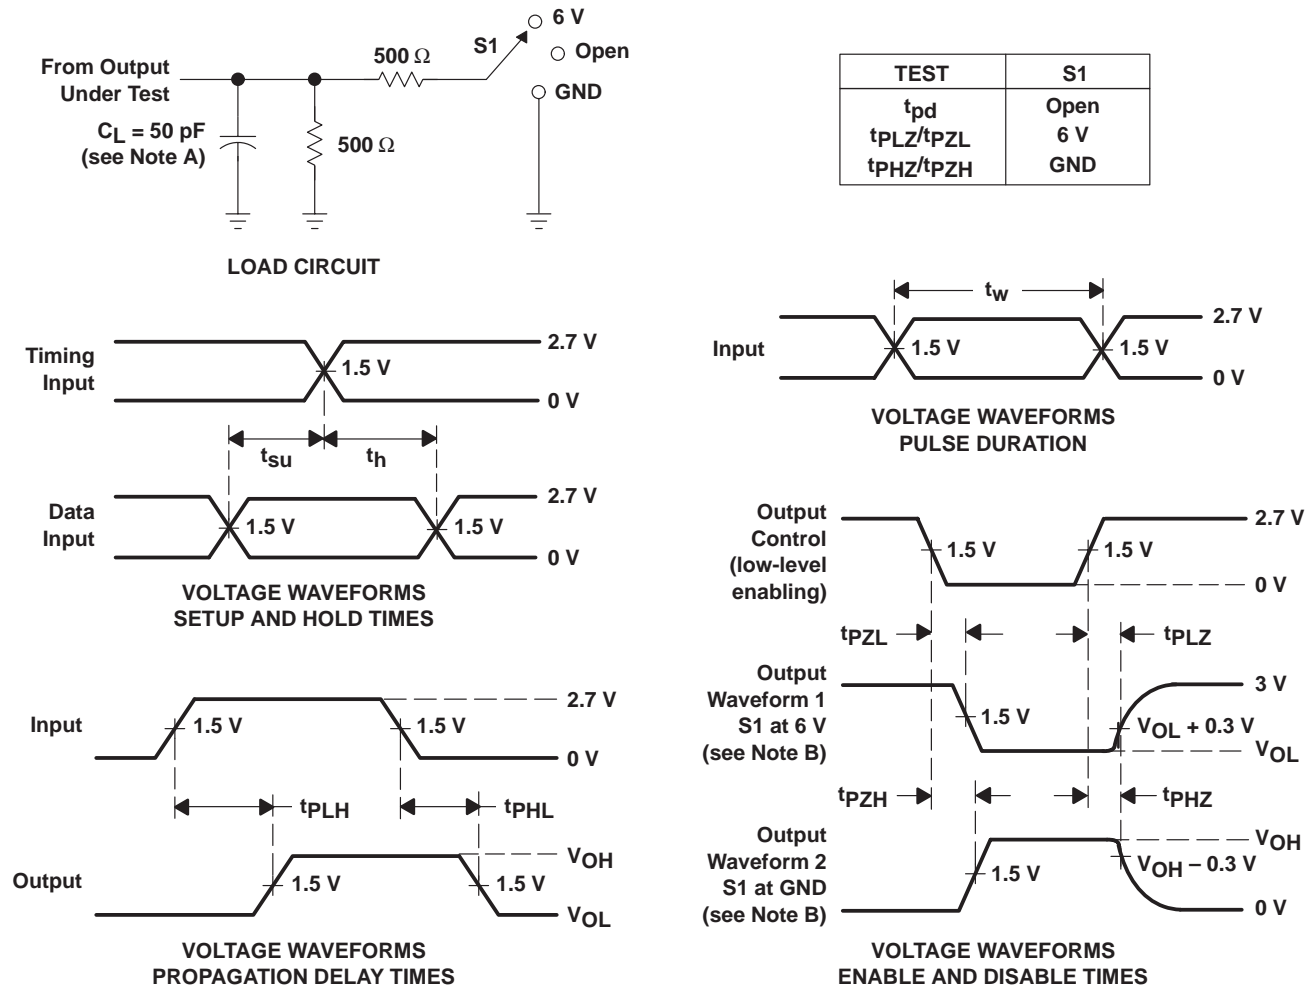 6 V
S1
Open
500 Ω
GND
From Output
Under Test
CL = 50 pF
(see Note A)
500 Ω
LOAD CIRCUIT
TEST S1
tpd Open
tPLZ/tPZL 6 V
tPHZ/tPZH GND
Timing
Input
2.7 V
1.5 V
0 V
tsu
th
Data
Input
2.7 V
1.5 V
1.5 V
0 V
VOLTAGE WAVEFORMS
SETUP AND HOLD TIMES
tw
Input
2.7 V
1.5 V
1.5 V
0 V
VOLTAGE WAVEFORMS
PULSE DURATION
Input
2.7 V
1.5 V
1.5 V
0 V
tPLH
tPHL
Output
VOH
1.5 V
1.5 V
VOL
VOLTAGE WAVEFORMS
PROPAGATION DELAY TIMES
Output
Control
(low-level
enabling)
2.7 V
1.5 V
1.5 V
0 V
tPZL
tPLZ
Output
Waveform 1
S1 at 6 V
(see Note B)
3 V
1.5 V
VOL + 0.3 V
VOL
tPZH
tPHZ
Output
Waveform 2
S1 at GND
(see Note B)
VOH
1.5 V
VOH – 0.3 V
0 V
VOLTAGE WAVEFORMS
ENABLE AND DISABLE TIMES